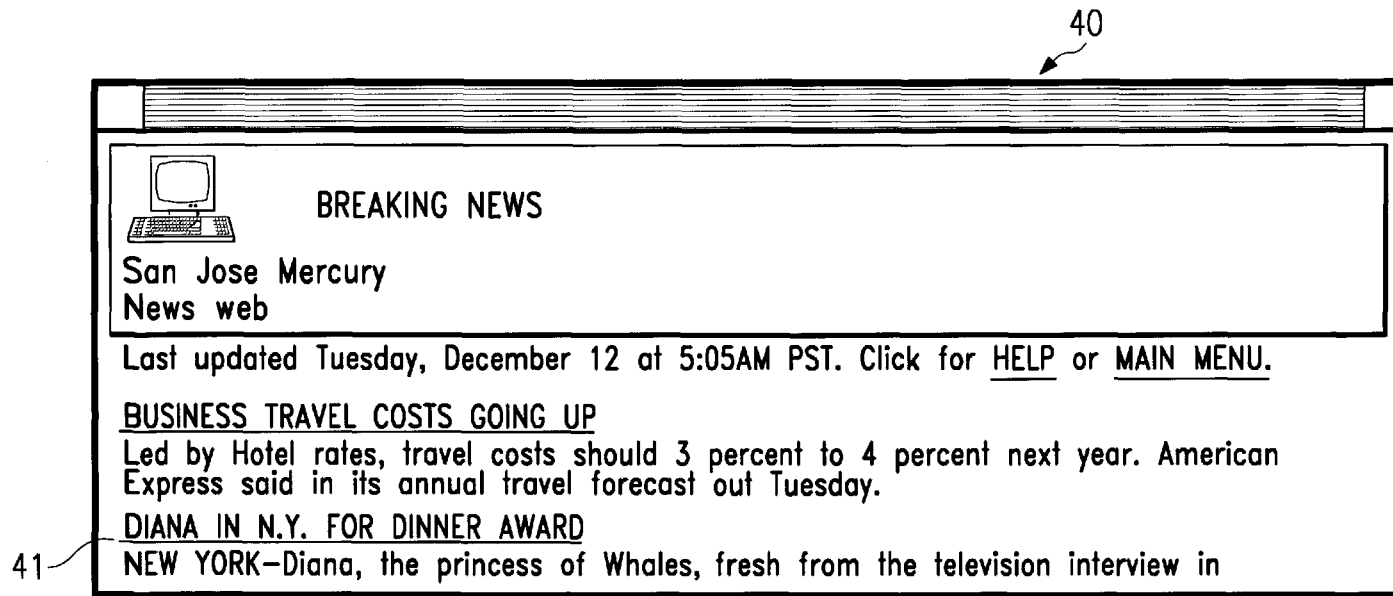 40
BREAKING NEWS
San Jose Mercury
News web
Last updated Tuesday, December 12 at 5:05AM PST. Click for HELP or MAIN MENU.
BUSINESS TRAVEL COSTS GOING UP
Led by Hotel rates, travel costs should 3 percent to 4 percent next year. American
Express said in its annual travel forecast out Tuesday.
DIANA IN N.Y. FOR DINNER AWARD
41
NEW YORK–Diana, the princess of Whales, fresh from the television interview in